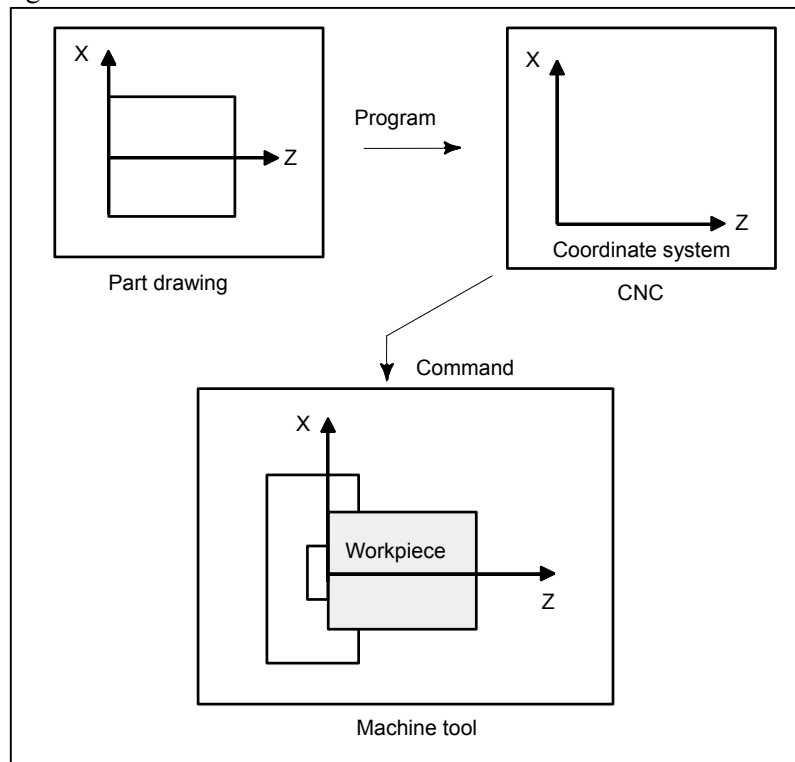 X
Z
Part drawing
Program
X
Z
Coordinate system
CNC
Command
X
Workpiece
Z
Machine tool